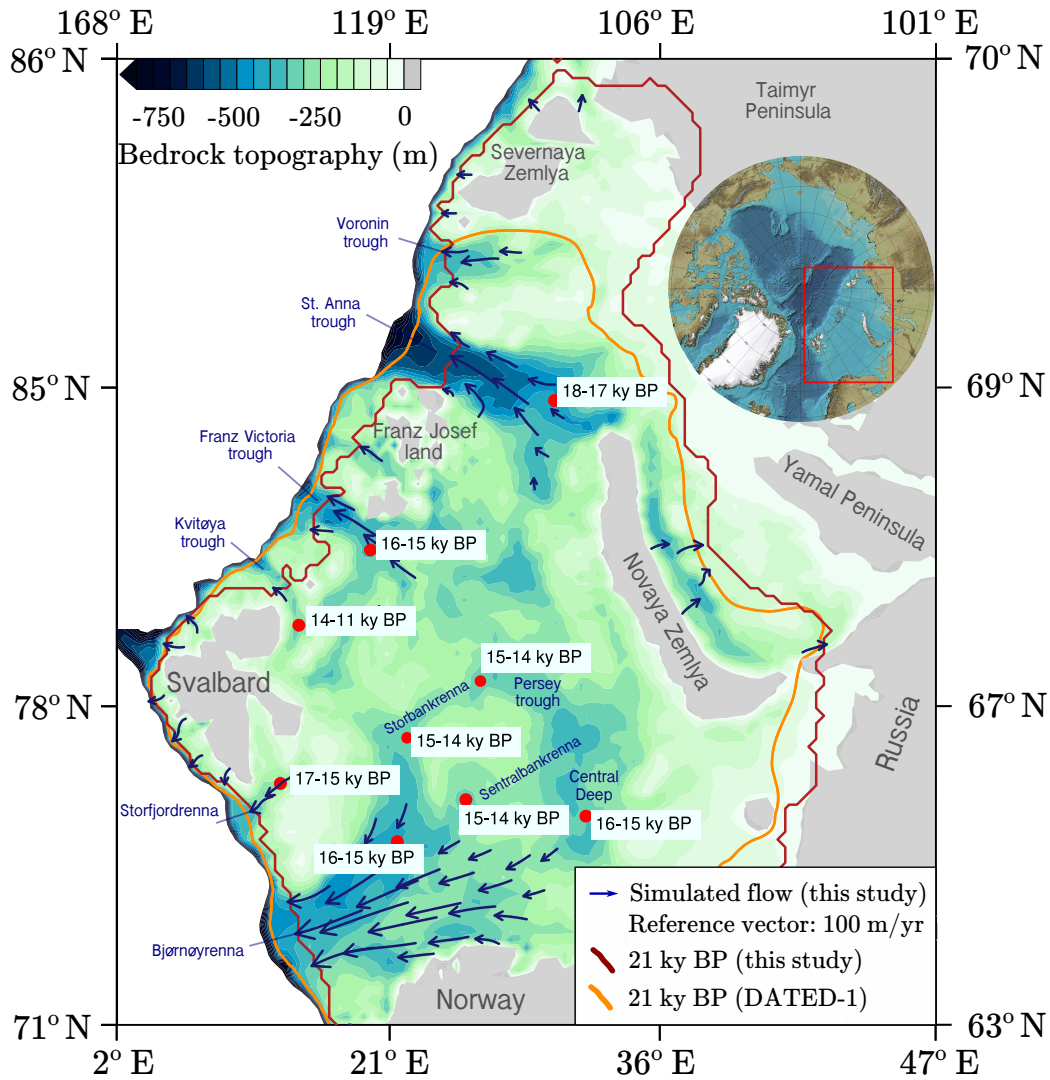 168° E
119° E
106° E
101° E
86° N
70° N
-750
-500
-250
0
Bedrock topography (m)
Taimyr
Peninsula
Severnaya
Zemlya
Voronin
trough
St. Anna
trough
85° N
69° N
18-17 ky BP
Franz Josef
land
Franz Victoria
trough
Yamal Peninsula
Kvitøya
trough
16-15 ky BP
Novaya Zemlya
14-11 ky BP
15-14 ky BP
Svalbard
Storbankrenna
Persey
trough
78° N
67° N
Russia
15-14 ky BP
Sentralbankrenna
17-15 ky BP
Central
Deep
Storfjordrenna
15-14 ky BP
16-15 ky BP
16-15 ky BP
Simulated flow (this study)
Reference vector: 100 m/yr
Bjørnøyrenna
21 ky BP (this study)
21 ky BP (DATED-1)
Norway
71° N
63° N
2° E
21° E
36° E
47° E